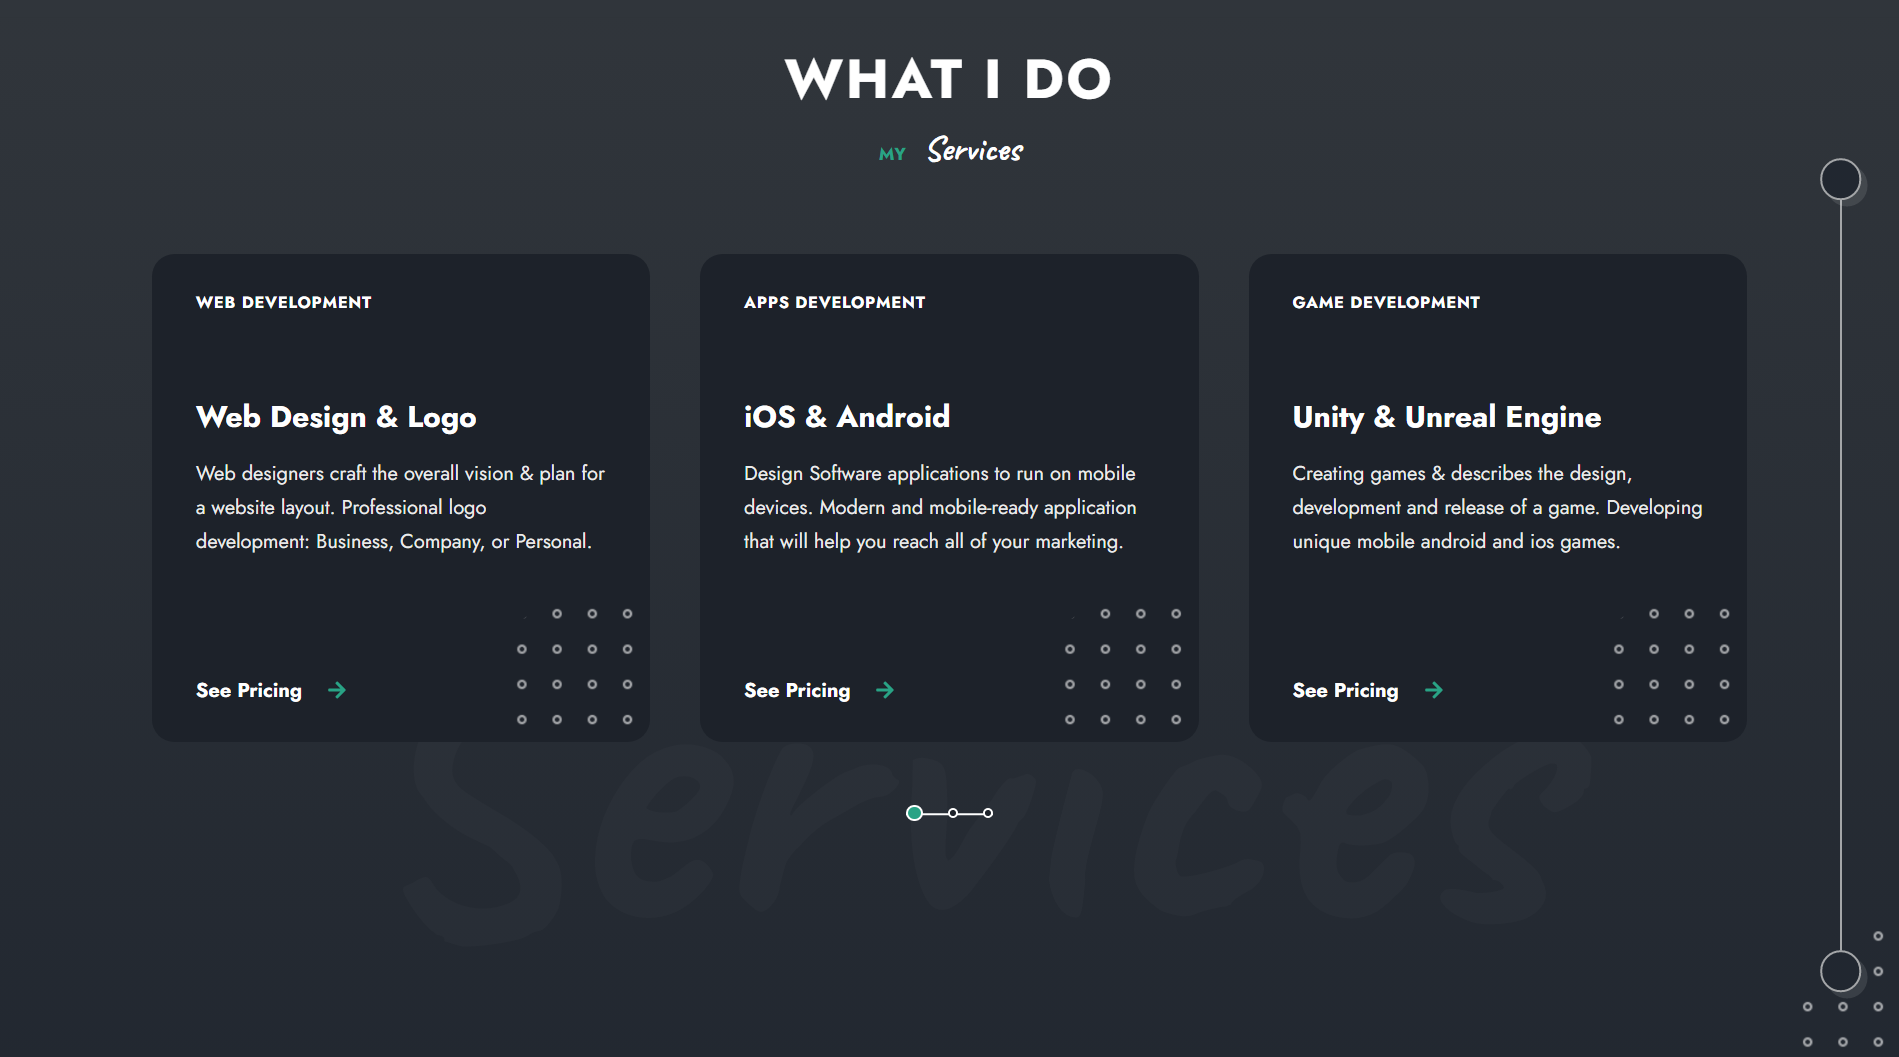 WHAT I DO
MY Services
WEB DEVELOPMENT
Web Design & Logo
Web designers craft the overall vision & plan for
a website layout. Professional logo
development: Business, Company, or Personal.
See Pricing
APPS DEVELOPMENT
iOS & Android
Design Software applications to run on mobile
devices. Modern and mobile-ready application
that will help you reach all of your marketing.
See Pricing
GAME DEVELOPMENT
Unity & Unreal Engine
Creating games & describes the design,
development and release of a game. Developing
unique mobile android and ios games.
See Pricing
Services